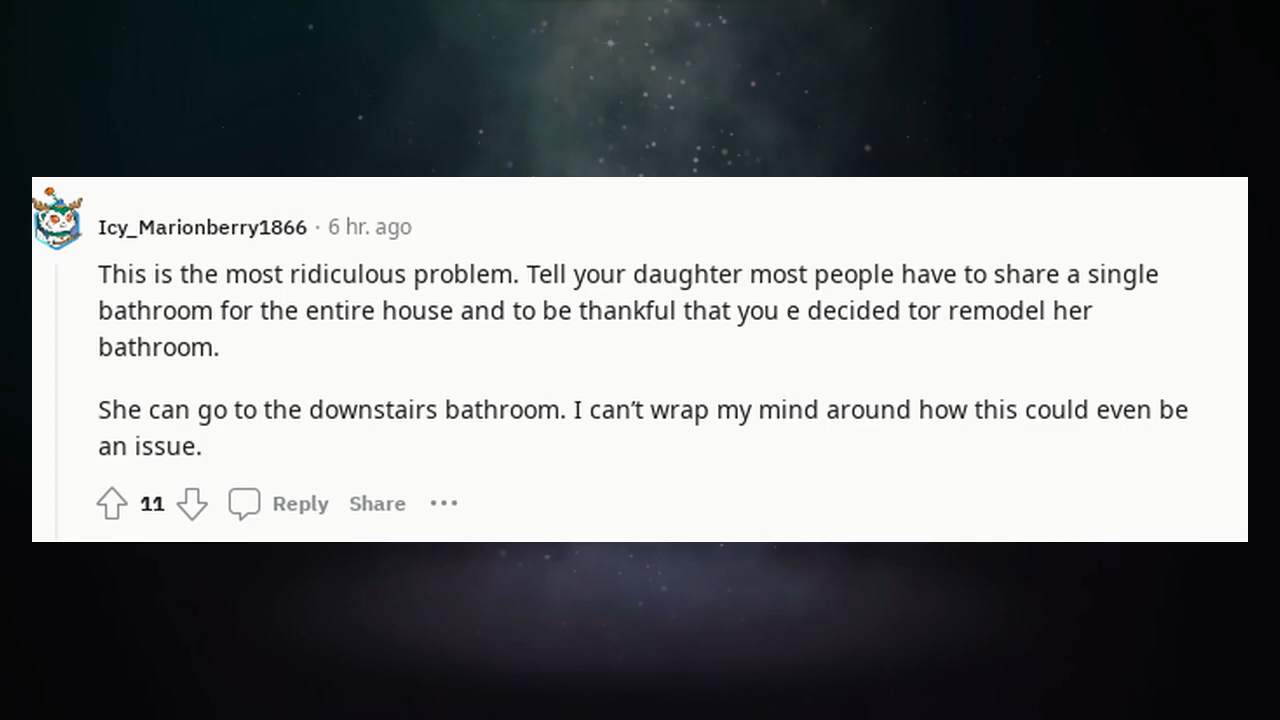 Icy_Marionberry1866 · 6 hr. ago
This is the most ridiculous problem. Tell your daughter most people have to share a single
bathroom for the entire house and to be thankful that you e decided tor remodel her
bathroom.
She can go to the downstairs bathroom. I can’t wrap my mind around how this could even be
an issue.
11 Reply Share ···